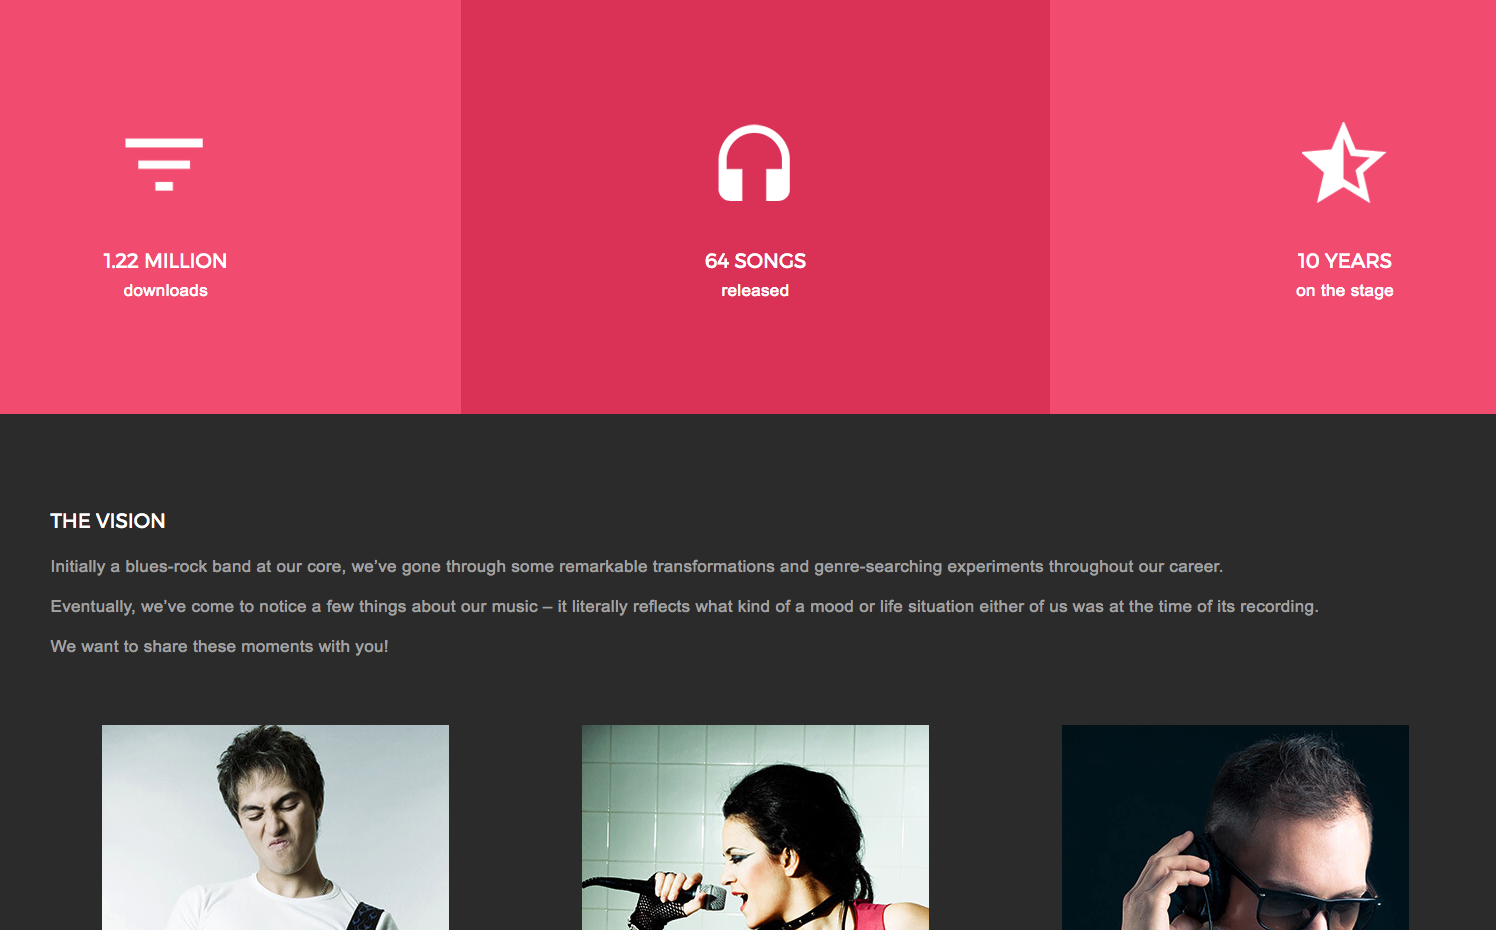 1.22 MILLION
downloads
64 SONGS
released
10 YEARS
on the stage
THE VISION
Initially a blues-rock band at our core, we’ve gone through some remarkable transformations and genre-searching experiments throughout our career.
Eventually, we’ve come to notice a few things about our music – it literally reflects what kind of a mood or life situation either of us was at the time of its recording.
We want to share these moments with you!